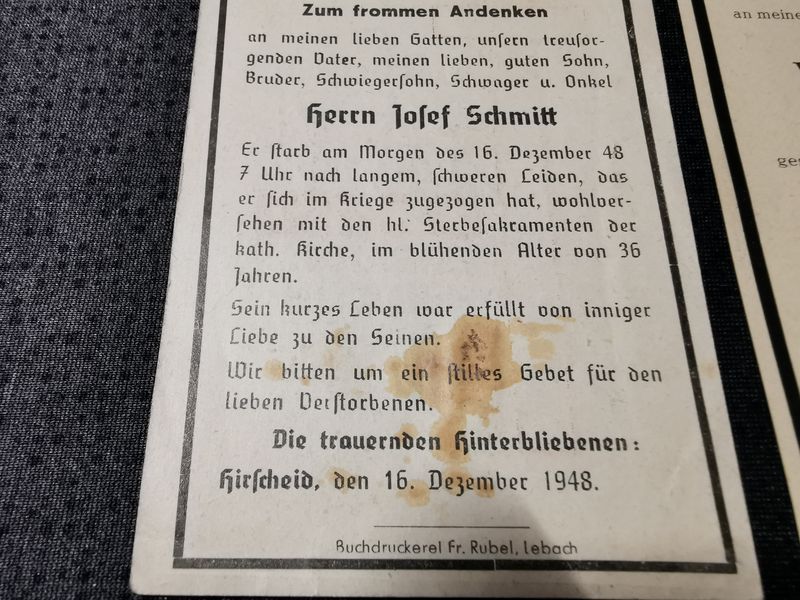 Zum frommen Andenken
an meinen lieben Gatten, unsern treusor-
genden Vater, meinen lieben, guten Sohn,
Bruder, Schwiegersohn, Schwager u. Onkel
Herrn Josef Schmitt
Er starb am Morgen des 16. Dezember 48
7 Uhr nach langem, schweren Leiden, das
er sich im Kriege zugezogen hat, wohlver-
sehen mit den hl. Sterbesakramenten der
kath. Kirche, im blühenden Alter von 36
Jahren.
Sein kurzes Leben war erfüllt von inniger
Liebe zu den Seinen.
Wir bitten um ein stilles Gebet für den
lieben Verstorbenen.
Die trauernden Hinterbliebenen:
Hirscheid, den 16. Dezember 1948.
Buchdruckerei Fr. Rubel, Lebach
an meine